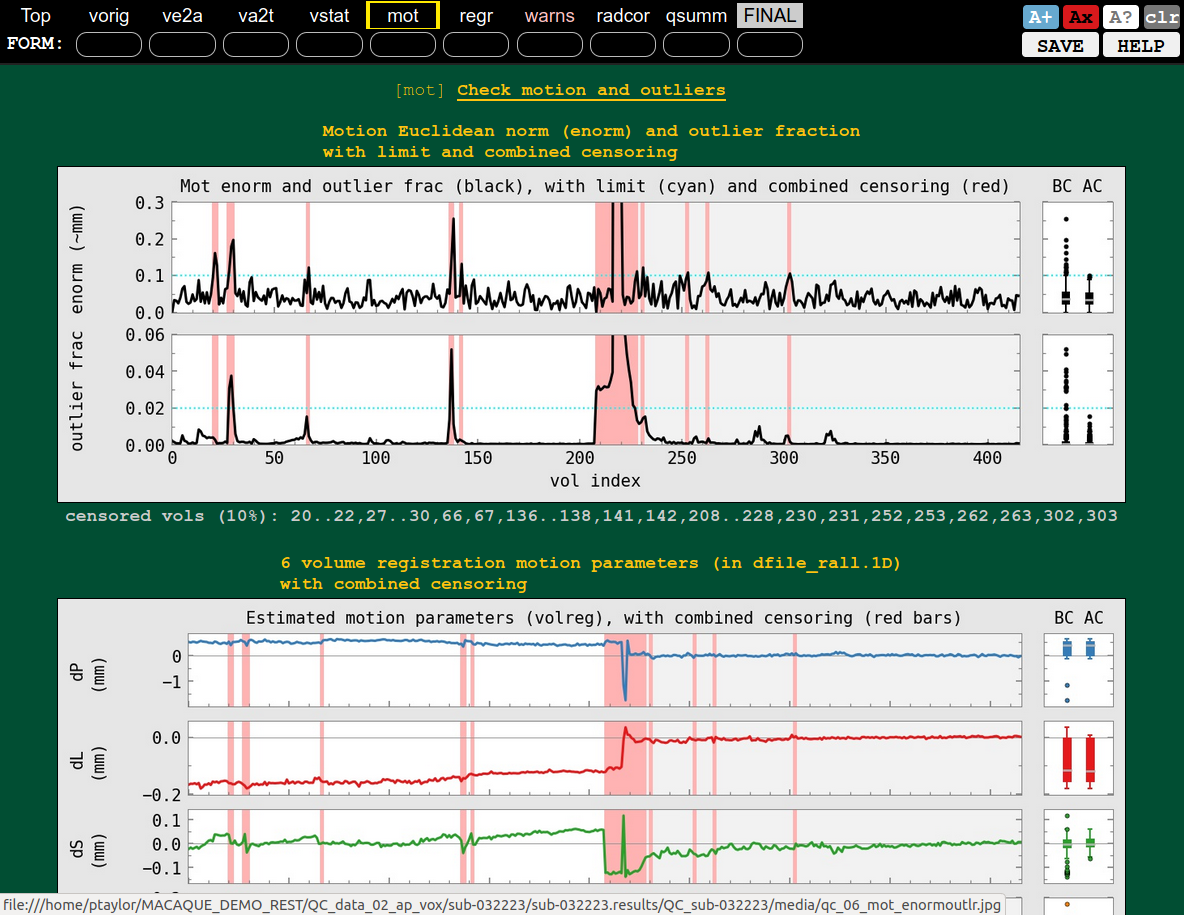 Top vorig ve2a va2t vstat mot regr warns radcor qsumm FINAL A+ Ax A? clr
FORM: SAVE HELP
[mot] Check motion and outliers
Motion Euclidean norm (enorm) and outlier fraction
with limit and combined censoring
Mot enorm and outlier frac (black), with limit (cyan) and combined censoring (red) BC AC
enorm (~mm)
0.3
0.2
0.1
0.0
outlier frac
0.06
0.04
0.02
0.00
0 50 100 150 200 250 300 350 400
vol index
censored vols (10%): 20..22,27..30,66,67,136..138,141,142,208..228,230,231,252,253,262,263,302,303
6 volume registration motion parameters (in dfile_rall.1D)
with combined censoring
Estimated motion parameters (volreg), with combined censoring (red bars) BC AC
dP
(mm)
0
−1
dL
(mm)
0.0
−0.2
dS
(mm)
0.1
0.0
−0.1
file:///home/ptaylor/MACAQUE_DEMO_REST/QC_data_02_ap_vox/sub-032223/sub-032223.results/QC_sub-032223/media/qc_06_mot_enormoutlr.jpg